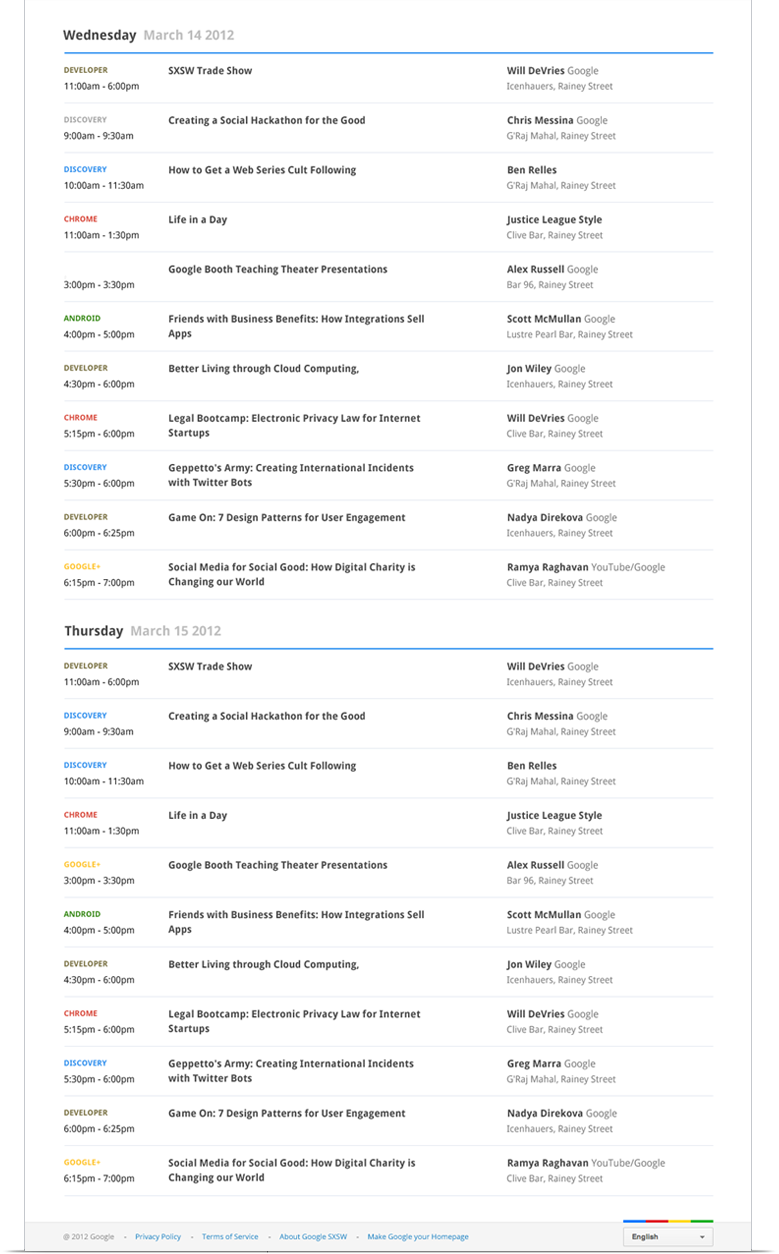 Wednesday March 14 2012
DEVELOPER SXSW Trade Show Will DeVries Google
11:00am - 6:00pm Icenhauers, Rainey Street
DISCOVERY Creating a Social Hackathon for the Good Chris Messina Google
9:00am - 9:30am G'Raj Mahal, Rainey Street
DISCOVERY How to Get a Web Series Cult Following Ben Relles
10:00am - 11:30am G'Raj Mahal, Rainey Street
CHROME Life in a Day Justice League Style
11:00am - 1:30pm Clive Bar, Rainey Street
Google Booth Teaching Theater Presentations Alex Russell Google
3:00pm - 3:30pm Bar 96, Rainey Street
ANDROID Friends with Business Benefits: How Integrations Sell Scott McMullan Google
4:00pm - 5:00pm Apps Lustre Pearl Bar, Rainey Street
DEVELOPER Better Living through Cloud Computing, Jon Wiley Google
4:30pm - 6:00pm Icenhauers, Rainey Street
CHROME Legal Bootcamp: Electronic Privacy Law for Internet Will DeVries Google
5:15pm - 6:00pm Startups Clive Bar, Rainey Street
DISCOVERY Geppetto's Army: Creating International Incidents Greg Marra Google
5:30pm - 6:00pm with Twitter Bots G'Raj Mahal, Rainey Street
DEVELOPER Game On: 7 Design Patterns for User Engagement Nadya Direkova Google
6:00pm - 6:25pm Icenhauers, Rainey Street
GOOGLE+ Social Media for Social Good: How Digital Charity is Ramya Raghavan YouTube/Google
6:15pm - 7:00pm Changing our World Clive Bar, Rainey Street
Thursday March 15 2012
DEVELOPER SXSW Trade Show Will DeVries Google
11:00am - 6:00pm Icenhauers, Rainey Street
DISCOVERY Creating a Social Hackathon for the Good Chris Messina Google
9:00am - 9:30am G'Raj Mahal, Rainey Street
DISCOVERY How to Get a Web Series Cult Following Ben Relles
10:00am - 11:30am G'Raj Mahal, Rainey Street
CHROME Life in a Day Justice League Style
11:00am - 1:30pm Clive Bar, Rainey Street
GOOGLE+ Google Booth Teaching Theater Presentations Alex Russell Google
3:00pm - 3:30pm Bar 96, Rainey Street
ANDROID Friends with Business Benefits: How Integrations Sell Scott McMullan Google
4:00pm - 5:00pm Apps Lustre Pearl Bar, Rainey Street
DEVELOPER Better Living through Cloud Computing, Jon Wiley Google
4:30pm - 6:00pm Icenhauers, Rainey Street
CHROME Legal Bootcamp: Electronic Privacy Law for Internet Will DeVries Google
5:15pm - 6:00pm Startups Clive Bar, Rainey Street
DISCOVERY Geppetto's Army: Creating International Incidents Greg Marra Google
5:30pm - 6:00pm with Twitter Bots G'Raj Mahal, Rainey Street
DEVELOPER Game On: 7 Design Patterns for User Engagement Nadya Direkova Google
6:00pm - 6:25pm Icenhauers, Rainey Street
GOOGLE+ Social Media for Social Good: How Digital Charity is Ramya Raghavan YouTube/Google
6:15pm - 7:00pm Changing our World Clive Bar, Rainey Street
@ 2012 Google - Privacy Policy - Terms of Service - About Google SXSW - Make Google your Homepage English